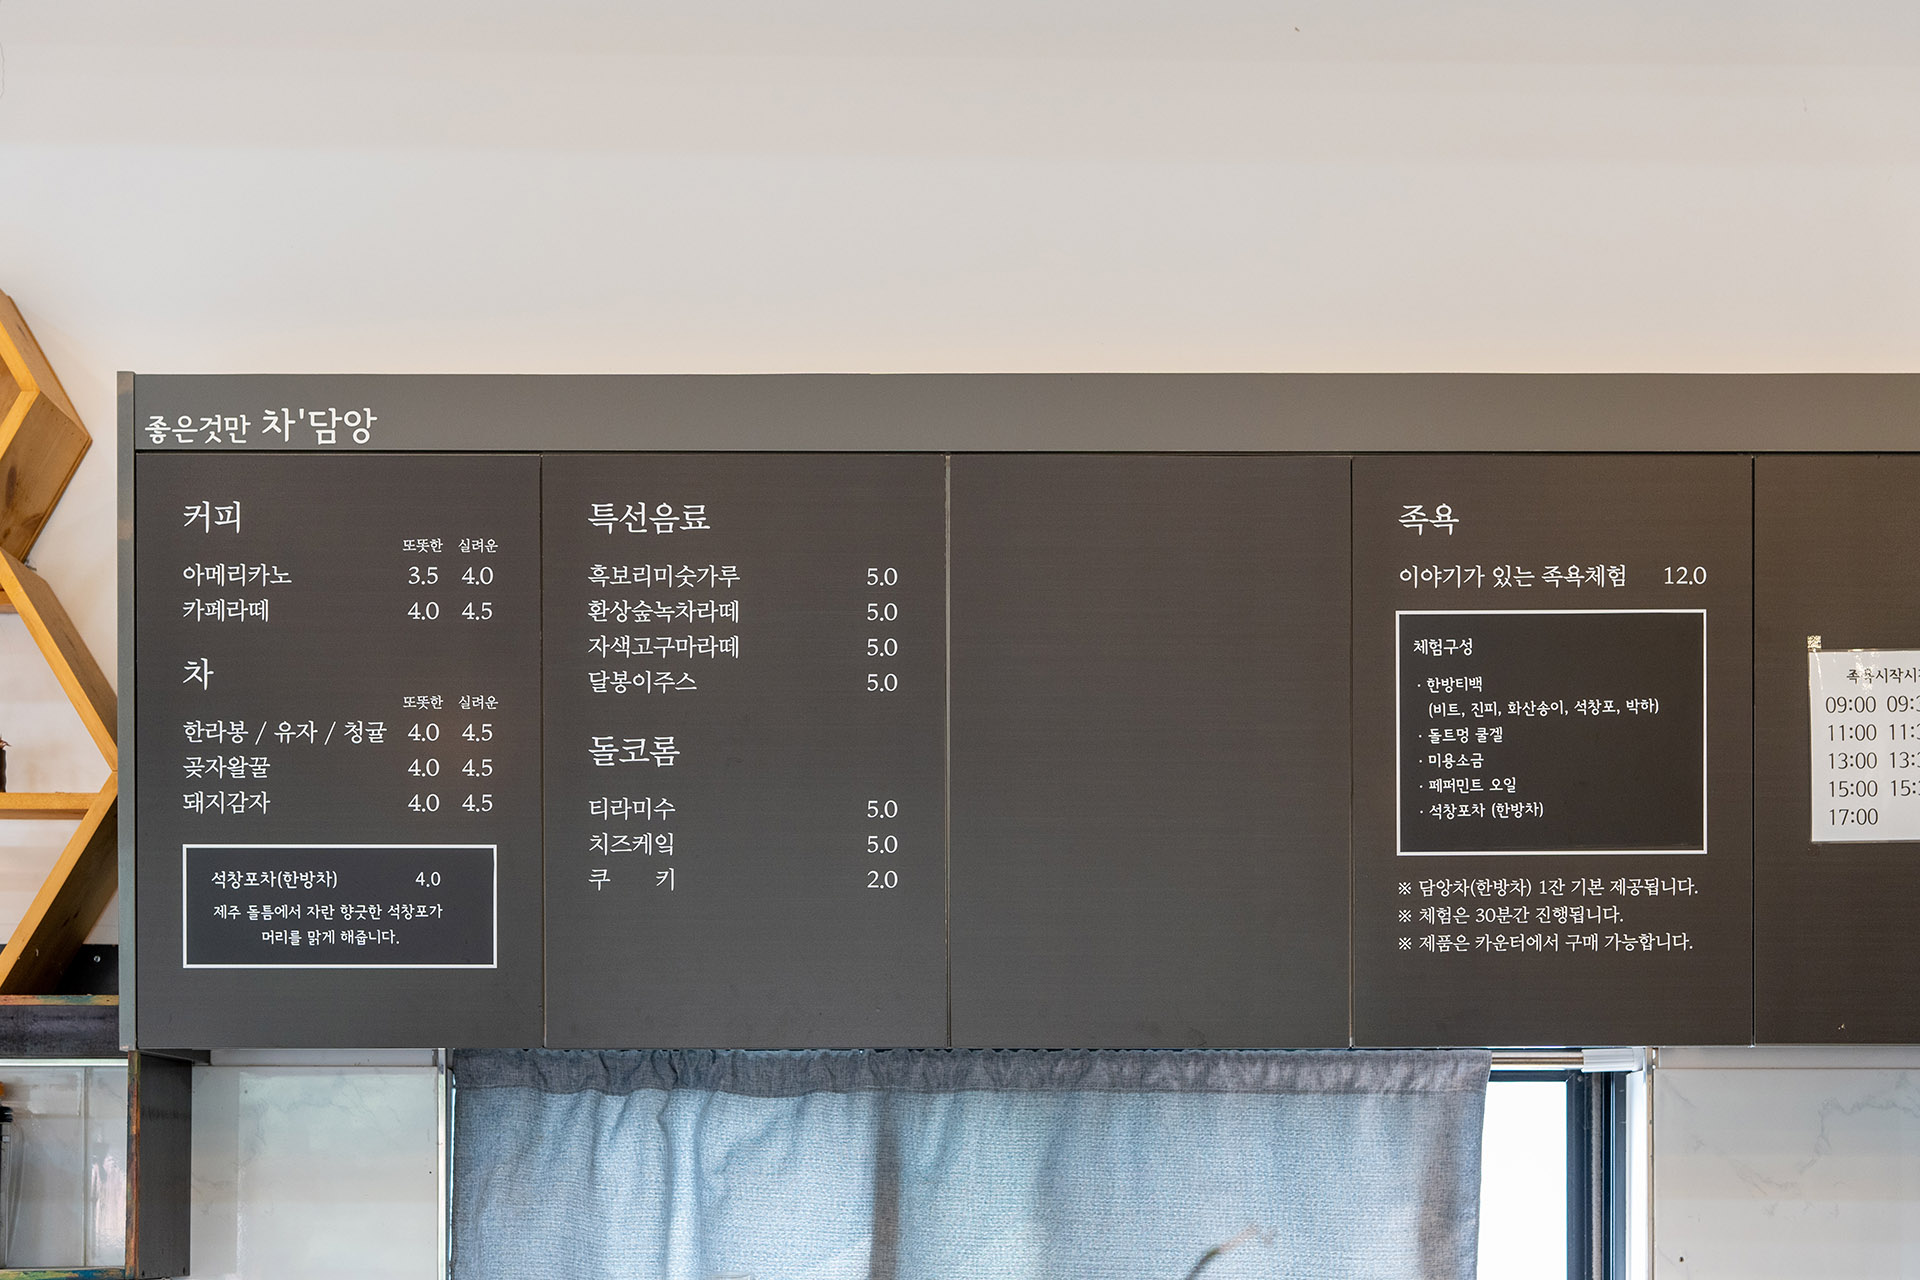 좋은것만 차'담앙
커피
또똣한 실려운
아메리카노 3.5 4.0
카페라떼 4.0 4.5
차
또똣한 실려운
한라봉 / 유자 / 청귤 4.0 4.5
곶자왈꿀 4.0 4.5
돼지감자 4.0 4.5
석창포차(한방차) 4.0
제주 돌틈에서 자란 향긋한 석창포가
머리를 맑게 해줍니다.
특선음료
흑보리미숫가루 5.0
환상숲녹차라떼 5.0
자색고구마라떼 5.0
달봉이주스 5.0
돌코롬
티라미수 5.0
치즈케잌 5.0
쿠 키 2.0
족욕
이야기가 있는 족욕체험 12.0
체험구성
· 한방티백
(비트, 진피, 화산송이, 석창포, 박하)
· 돌트멍 쿨겔
· 미용소금
· 페퍼민트 오일
· 석창포차 (한방차)
※ 담앙차(한방차) 1잔 기본 제공됩니다.
※ 체험은 30분간 진행됩니다.
※ 제품은 카운터에서 구매 가능합니다.
족욕시작시
09:00 09:
11:00 11:
13:00 13:
15:00 15:
17:00